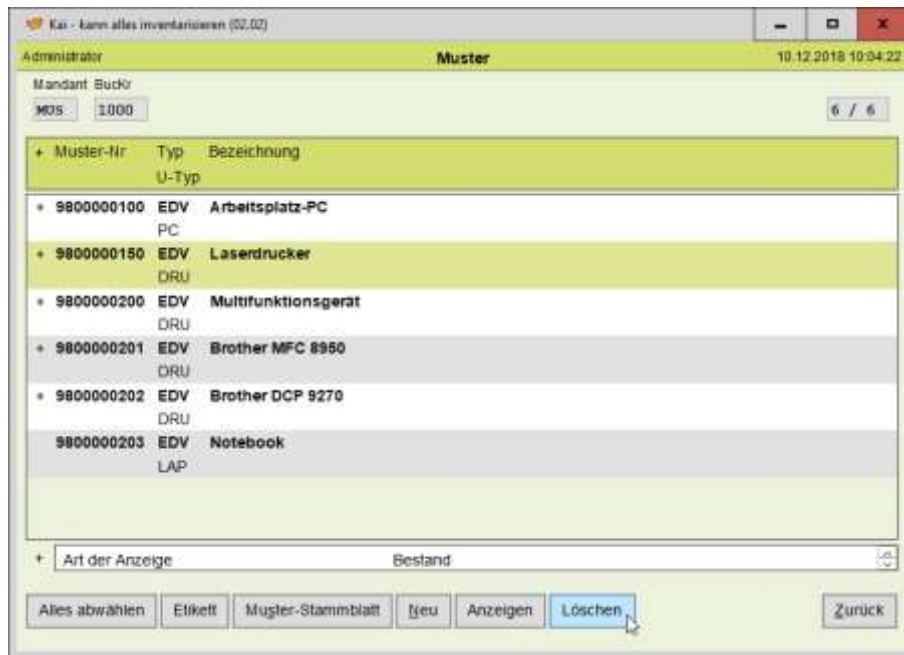 Kai - kann alles inventarisieren (02.02)
Administrator Muster 10.12.2018 10:04:22
Mandant BucKr
MUS 1000 6 / 6
+ Muster-Nr Typ Bezeichnung
U-Typ
+ 9800000100 EDV Arbeitsplatz-PC
PC
+ 9800000150 EDV Laserdrucker
DRU
+ 9800000200 EDV Multifunktionsgerät
DRU
+ 9800000201 EDV Brother MFC 8950
DRU
+ 9800000202 EDV Brother DCP 9270
DRU
9800000203 EDV Notebook
LAP
+ Art der Anzeige Bestand
Alles abwählen Etikett Muster-Stammblatt Neu Anzeigen Löschen Zurück